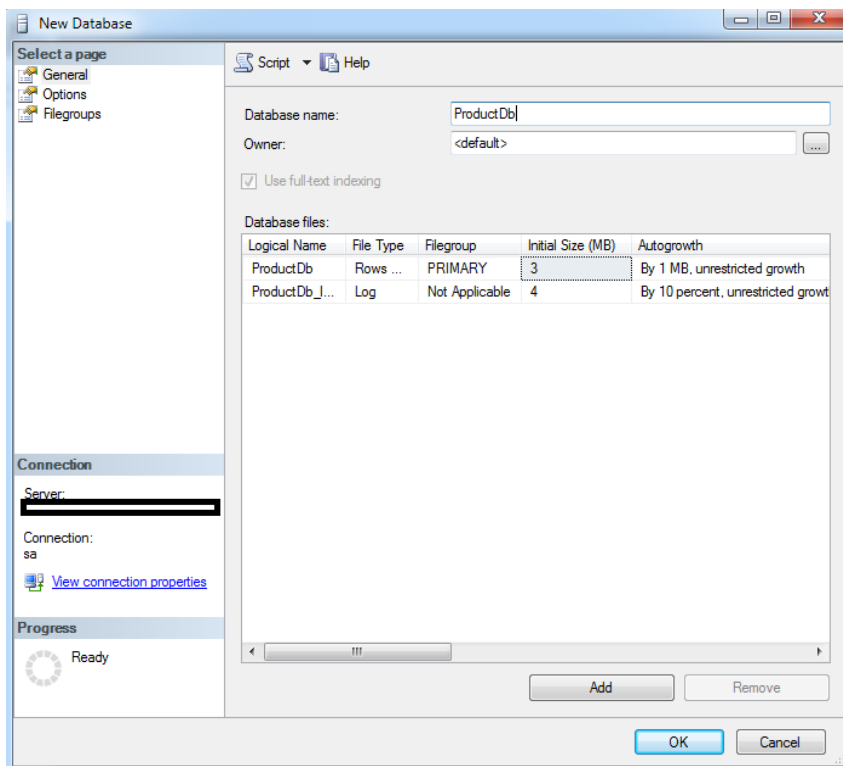 New Database
Select a page
General
Options
Filegroups
Script Help
Database name: ProductDb
Owner: <default> ...
Use full-text indexing
Database files:
Logical Name File Type Filegroup Initial Size (MB) Autogrowth
ProductDb Rows ... PRIMARY 3 By 1 MB, unrestricted growth
ProductDb_l... Log Not Applicable 4 By 10 percent, unrestricted growt
Connection
Server:
Connection:
sa
View connection properties
Progress
Ready
Add Remove
OK Cancel